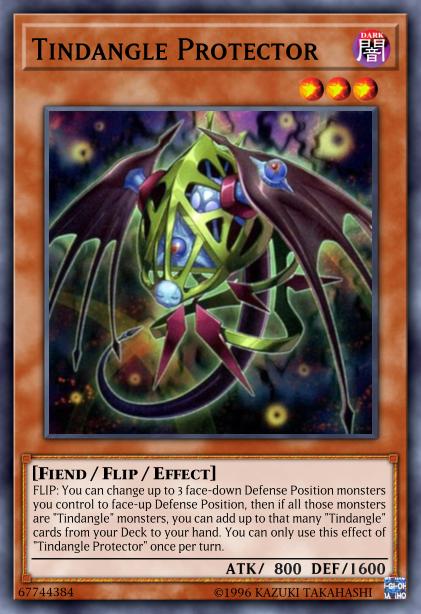 TINDANGLE PROTECTOR
DARK
闇
[FIEND / FLIP / EFFECT]
FLIP: You can change up to 3 face-down Defense Position monsters
you control to face-up Defense Position, then if all those monsters
are "Tindangle" monsters, you can add up to that many "Tindangle"
cards from your Deck to your hand. You can only use this effect of
"Tindangle Protector" once per turn.
ATK/ 800 DEF/1600
67744384
©1996 KAZUKI TAKAHASHI